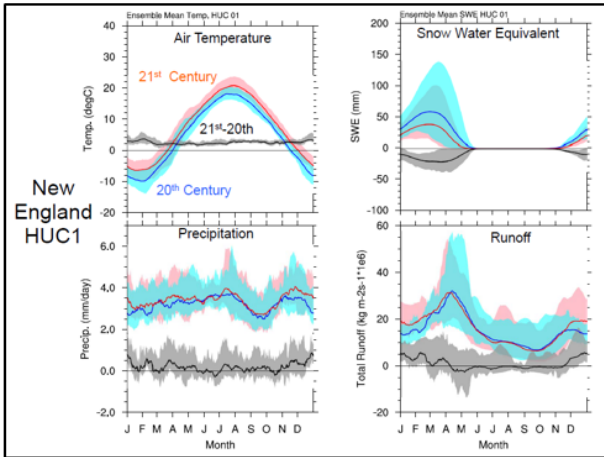 Ensemble Mean Temp. HUC 01
Air Temperature
Temp. (degC)
40
30
20
10
0
-10
-20
21st Century
21st-20th
20th Century
J F M A M J J A S O N D
Ensemble Mean SWE HUC 01
Snow Water Equivalent
SWE (mm)
200
150
100
50
0
-50
-100
J F M A M J J A S O N D
New
England
HUC1
Precipitation
Precip. (mm/day)
6.0
4.0
2.0
0.0
-2.0
J F M A M J J A S O N D
Month
Runoff
Total Runoff (kg m-2s-1*1e6)
60
40
20
0
-20
J F M A M J J A S O N D
Month